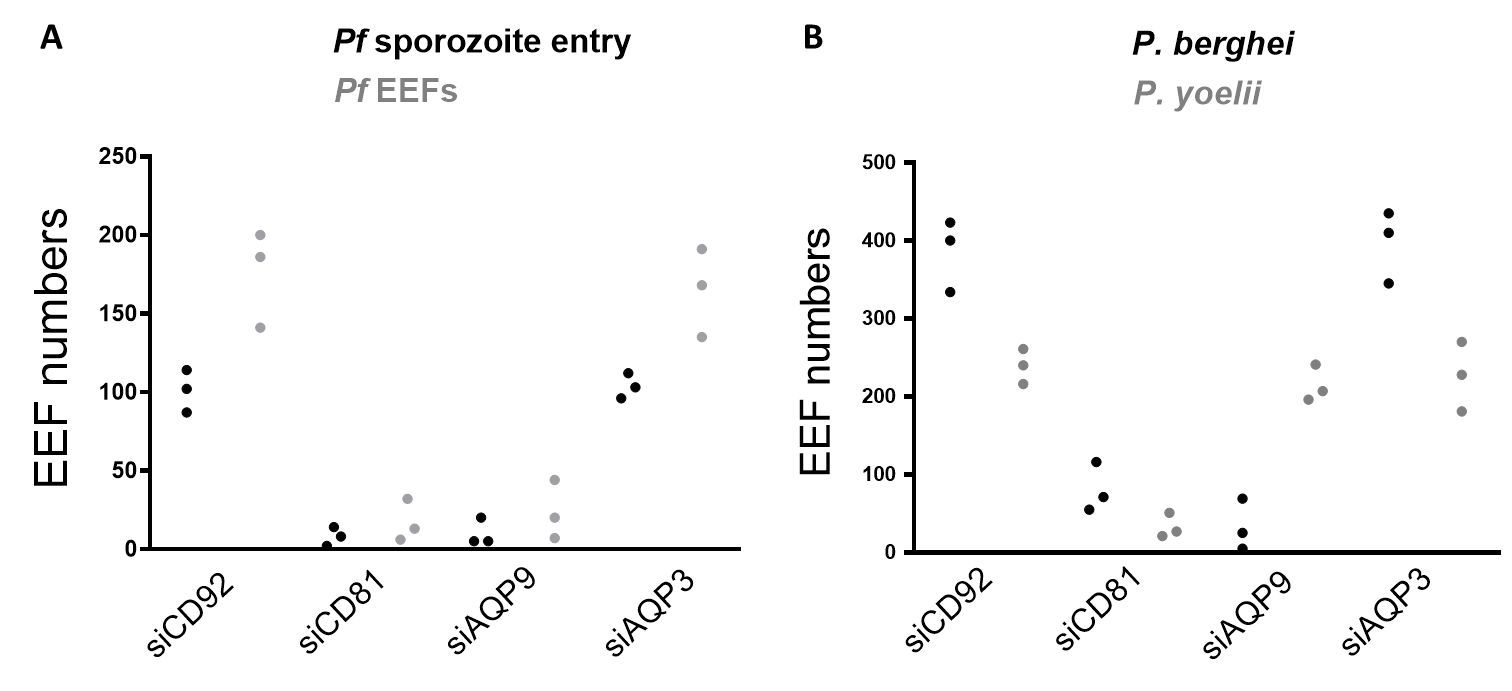 A
Pf sporozoite entry
Pf EEFs
EEF numbers
250
200
150
100
50
0
siCD92
siCD81
siAQP9
siAQP3
B
P. berghei
P. yoelii
EEF numbers
500
400
300
200
100
0
siCD92
siCD81
siAQP9
siAQP3